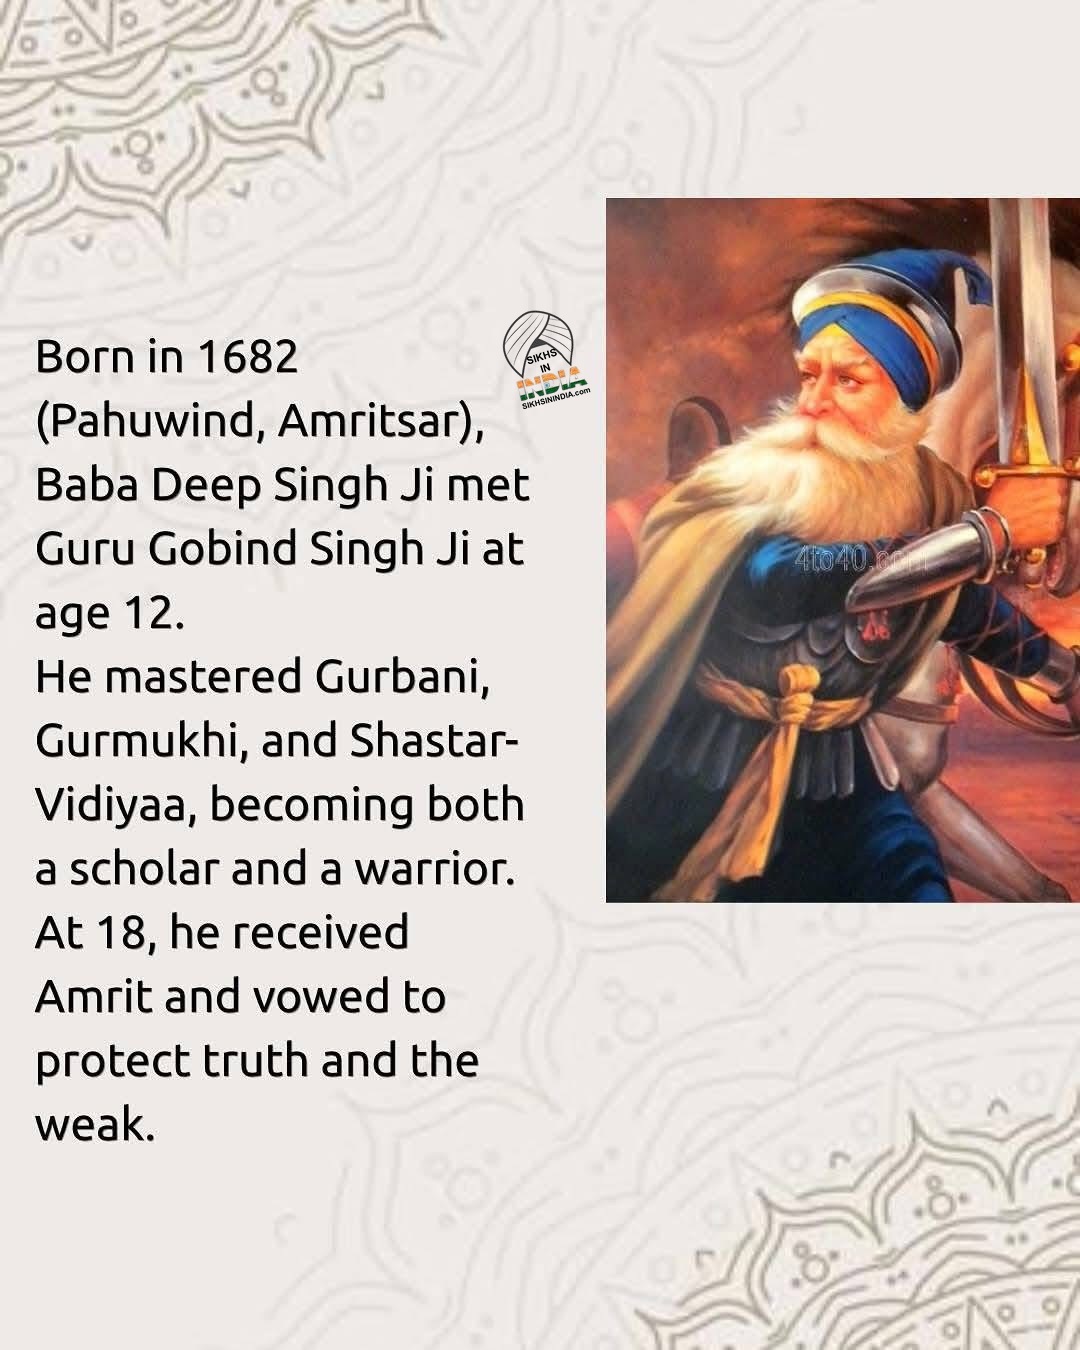 Born in 1682
(Pahuwind, Amritsar),
Baba Deep Singh Ji met
Guru Gobind Singh Ji at
age 12.
He mastered Gurbani,
Gurmukhi, and Shastar-
Vidiyaa, becoming both
a scholar and a warrior.
At 18, he received
Amrit and vowed to
protect truth and the
weak.
SIKHS
IN
INDIA
SIKHSININDIA.com
4to40.com